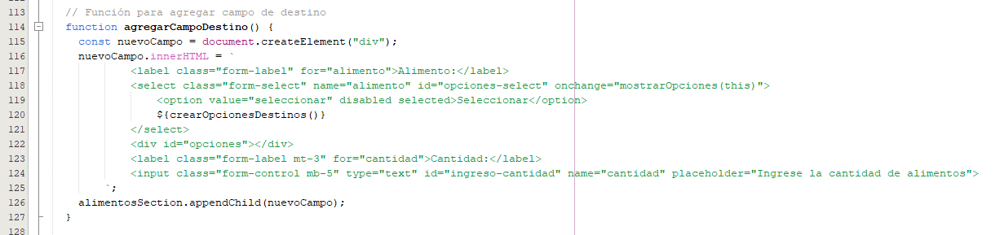 113 // Función para agregar campo de destino
114 function agregarCampoDestino() {
115 const nuevoCampo = document.createElement("div");
116 nuevoCampo.innerHTML = `
117 <label class="form-label" for="alimento">Alimento:</label>
118 <select class="form-select" name="alimento" id="opciones-select" onchange="mostrarOpciones(this)">
119 <option value="seleccionar" disabled selected>Seleccionar</option>
120 ${crearOpcionesDestinos()}
121 </select>
122 <div id="opciones"></div>
123 <label class="form-label mt-3" for="cantidad">Cantidad:</label>
124 <input class="form-control mb-5" type="text" id="ingreso-cantidad" name="cantidad" placeholder="Ingrese la cantidad de alimentos">
125 `;
126 alimentosSection.appendChild(nuevoCampo);
127 }
128